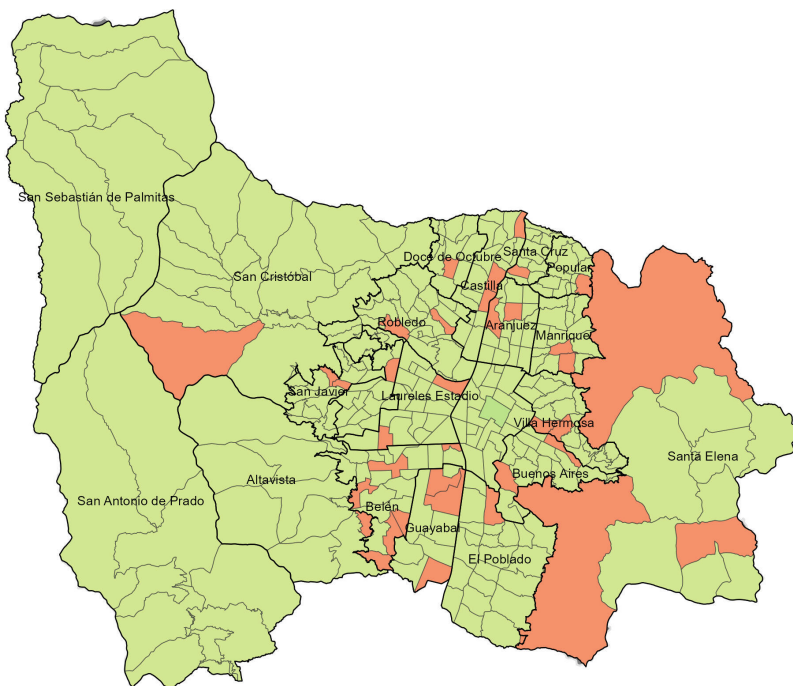 San Sebastián de Palmitas
San Cristóbal
Doce de Octubre
Santa Cruz
Popular
Castilla
Robledo
Aranjuez
Manrique
San Javier
Laureles Estadio
Villa Hermosa
Santa Elena
Buenos Aires
Altavista
San Antonio de Prado
Belén
Guayabal
El Poblado